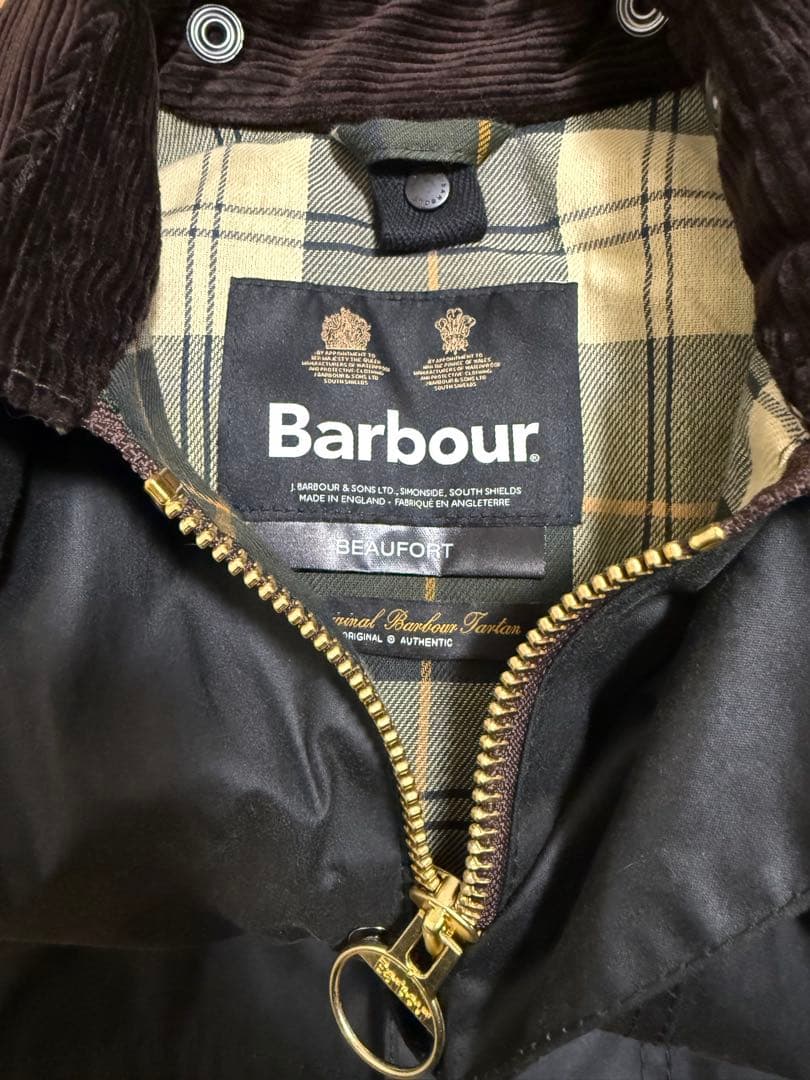 BARBOUR
BY APPOINTMENT TO
HER MAJESTY THE QUEEN
MANUFACTURERS OF WATERPROOF
AND PROTECTIVE CLOTHING
J BARBOUR & SONS LTD
SOUTH SHIELDS
BY APPOINTMENT TO
H.R.H. THE PRINCE OF WALES
MANUFACTURERS OF WATERPROOF
AND PROTECTIVE CLOTHING
J BARBOUR & SONS LTD
SOUTH SHIELDS
Barbour®
J. BARBOUR & SONS LTD., SIMONSIDE, SOUTH SHIELDS
MADE IN ENGLAND - FABRIQUÉ EN ANGLETERRE
BEAUFORT
Barbour Tartan
ORIGINAL @ AUTHENTIC
Barbour